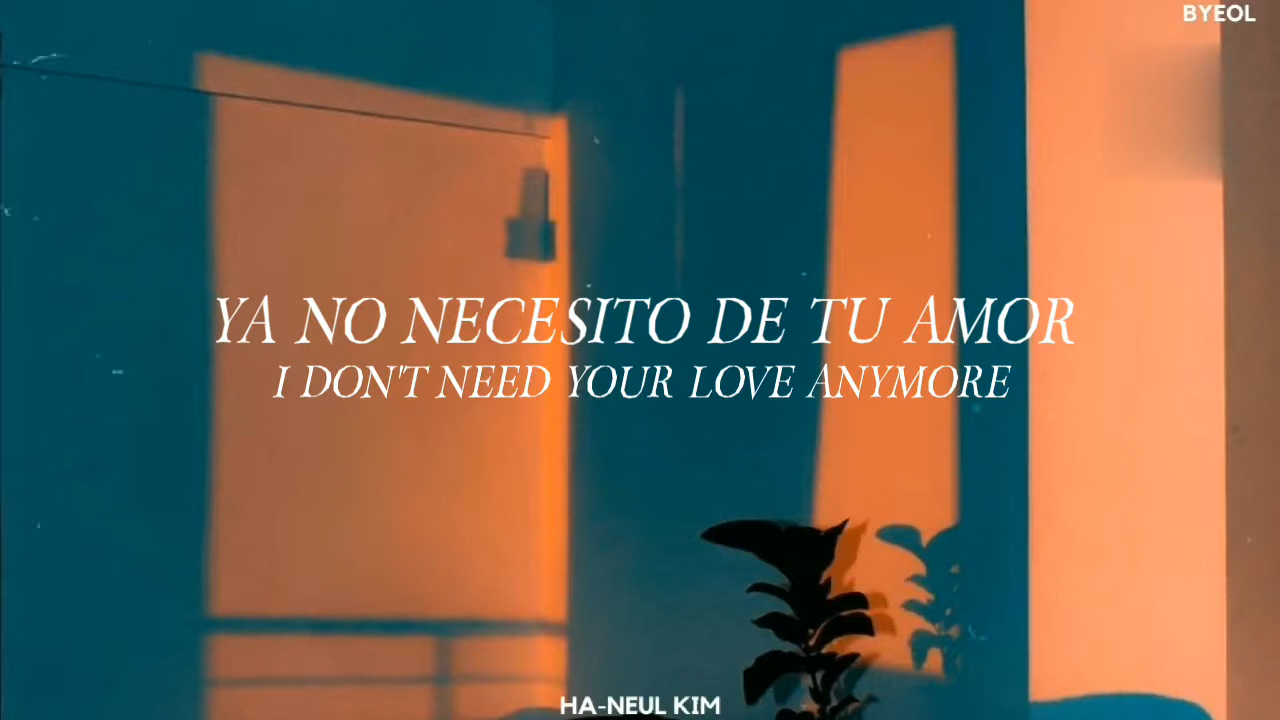 BYEOL
YA NO NECESITO DE TU AMOR
I DON'T NEED YOUR LOVE ANYMORE
HA-NEUL KIM